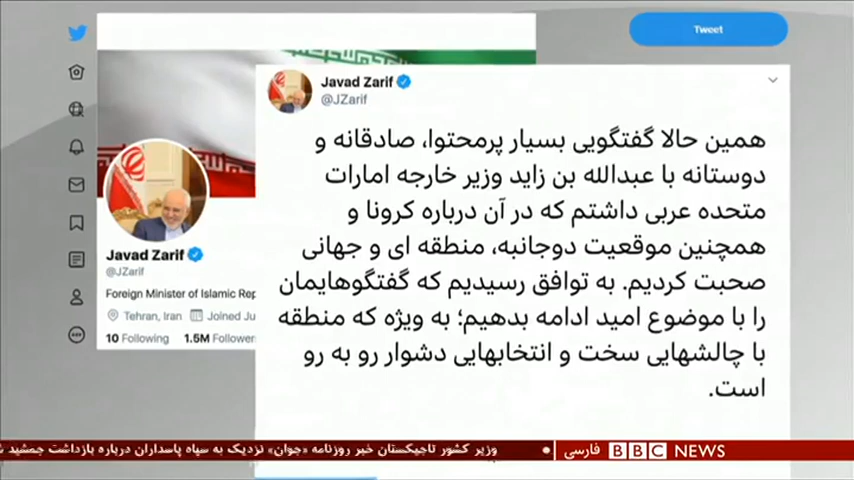 Tweet
Javad Zarif
@JZarif
همین حالا گفتگویی بسیار پرمحتوا، صادقانه و
دوستانه با عبدالله بن زاید وزیر خارجه امارات
متحده عربی داشتم که در آن درباره کرونا و
همچنین موقعیت دوجانبه، منطقه ای و جهانی
صحبت کردیم. به توافق رسیدیم که گفتگوهایمان
را با موضوع امید ادامه بدهیم؛ به ویژه که منطقه
با چالشهایی سخت و انتخابهایی دشوار رو به رو
است.
Javad Zarif
@JZarif
Foreign Minister of Islamic Rep
Tehran, Iran Joined Ju
10 Following 1.5M Followers
وزیر کشور تاجیکستان خبر روزنامه «جوان» نزدیک به سپاه پاسداران درباره بازداشت جمشید
BBC NEWS فارسی